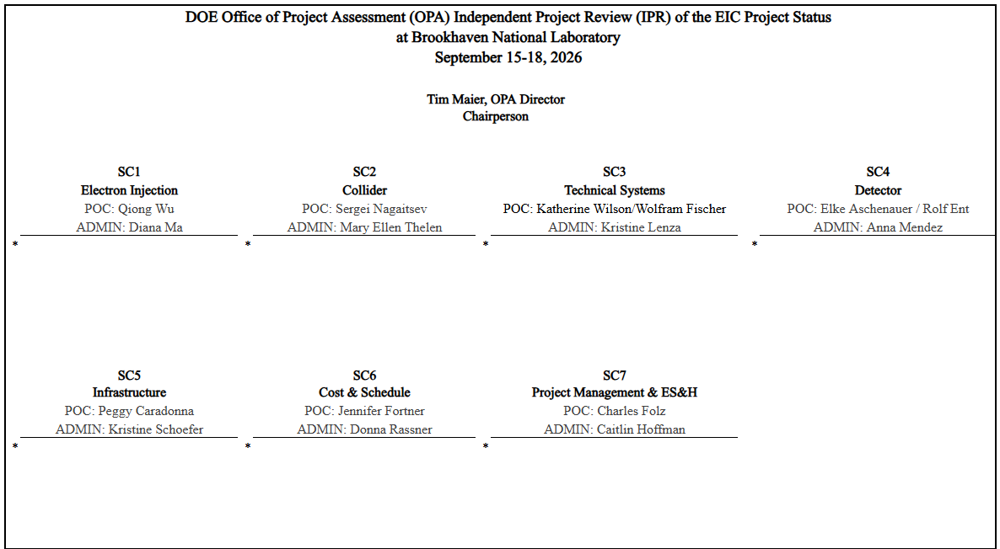 DOE Office of Project Assessment (OPA) Independent Project Review (IPR) of the EIC Project Status
at Brookhaven National Laboratory
September 15-18, 2026
Tim Maier, OPA Director
Chairperson
SC1
Electron Injection
POC: Qiong Wu
ADMIN: Diana Ma
*
SC2
Collider
POC: Sergei Nagaitsev
ADMIN: Mary Ellen Thelen
*
SC3
Technical Systems
POC: Katherine Wilson/Wolfram Fischer
ADMIN: Kristine Lenza
*
SC4
Detector
POC: Elke Aschenauer / Rolf Ent
ADMIN: Anna Mendez
*
SC5
Infrastructure
POC: Peggy Caradonna
ADMIN: Kristine Schoefer
*
SC6
Cost & Schedule
POC: Jennifer Fortner
ADMIN: Donna Rassner
*
SC7
Project Management & ES&H
POC: Charles Folz
ADMIN: Caitlin Hoffman
*